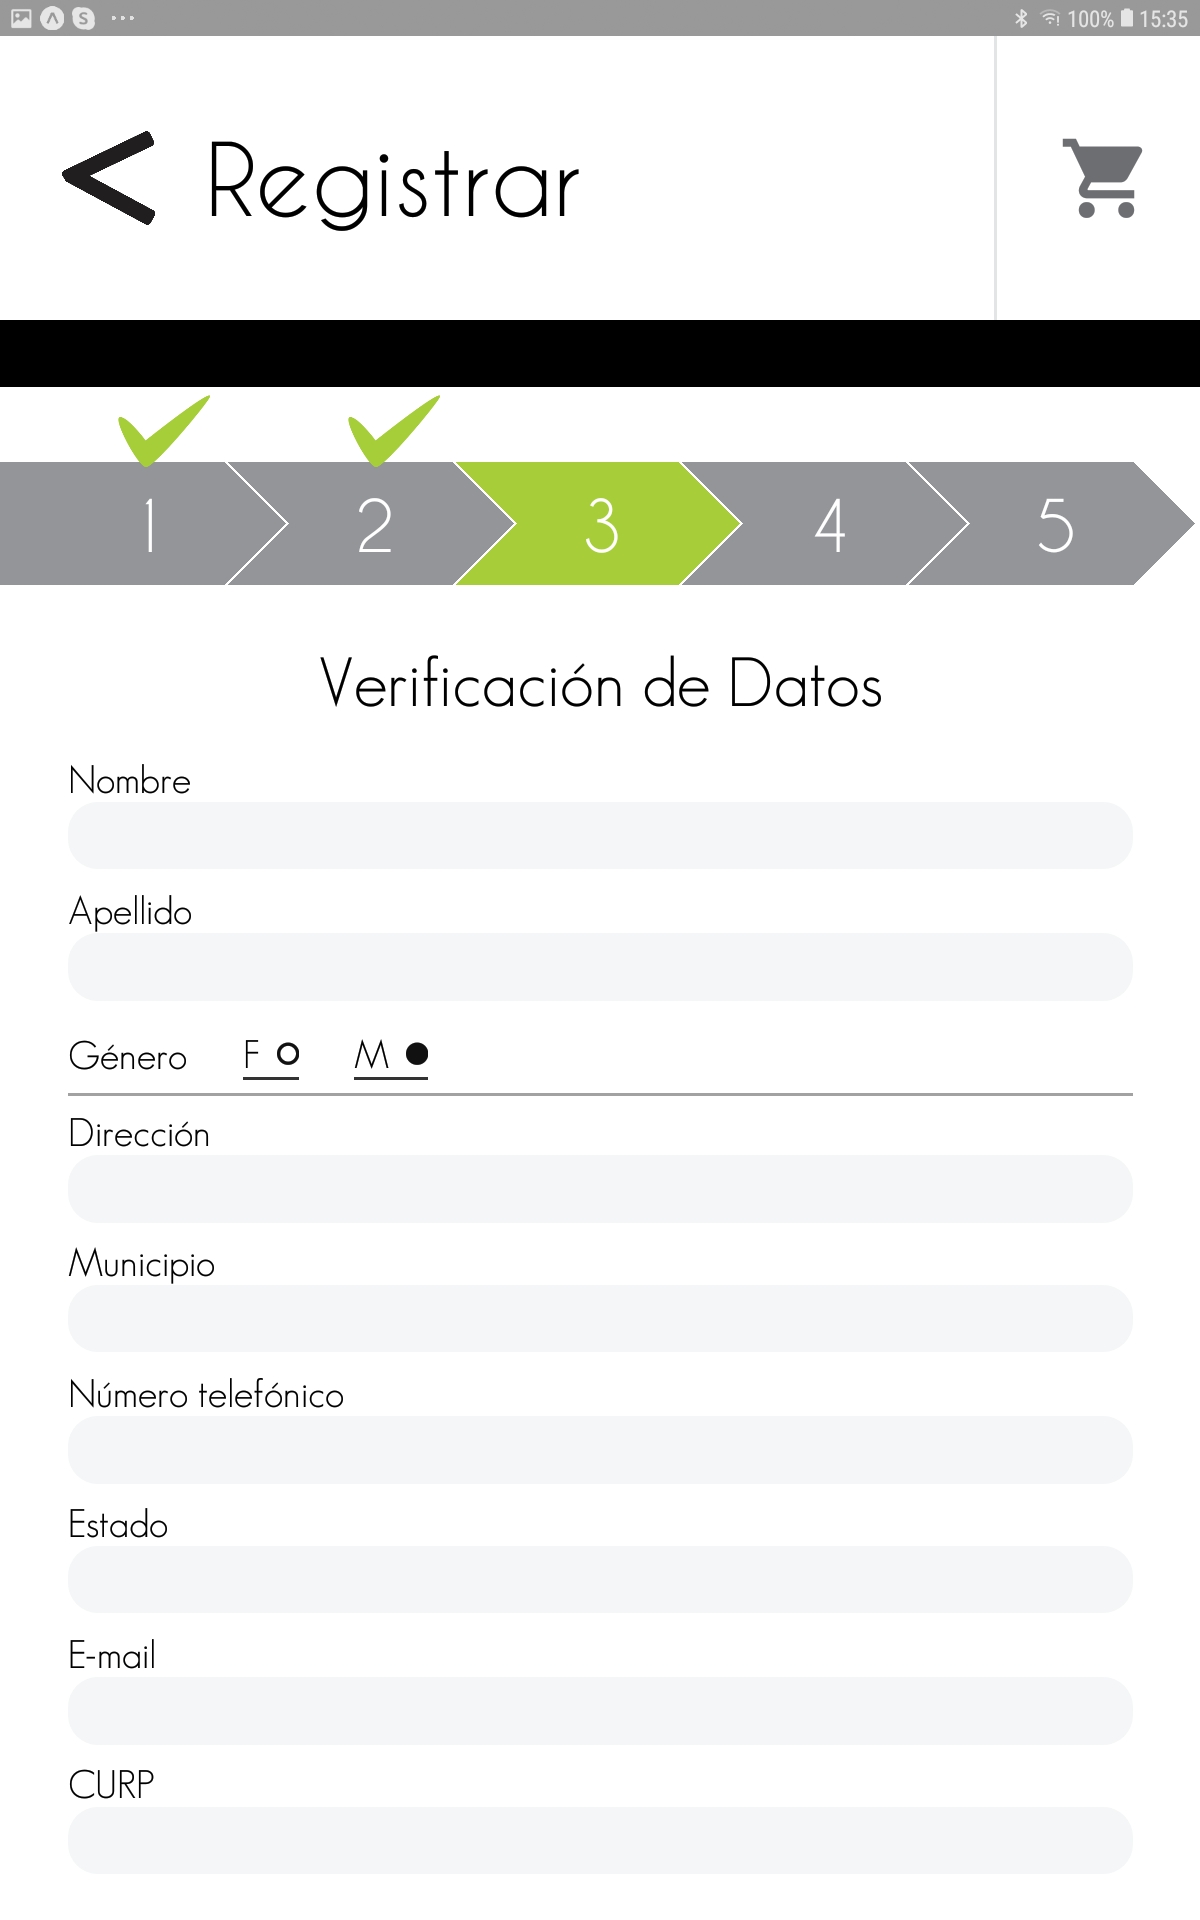 100% 15:35
Registrar
1 2 3 4 5
Verificación de Datos
Nombre
Apellido
Género F M
Dirección
Municipio
Número telefónico
Estado
E-mail
CURP